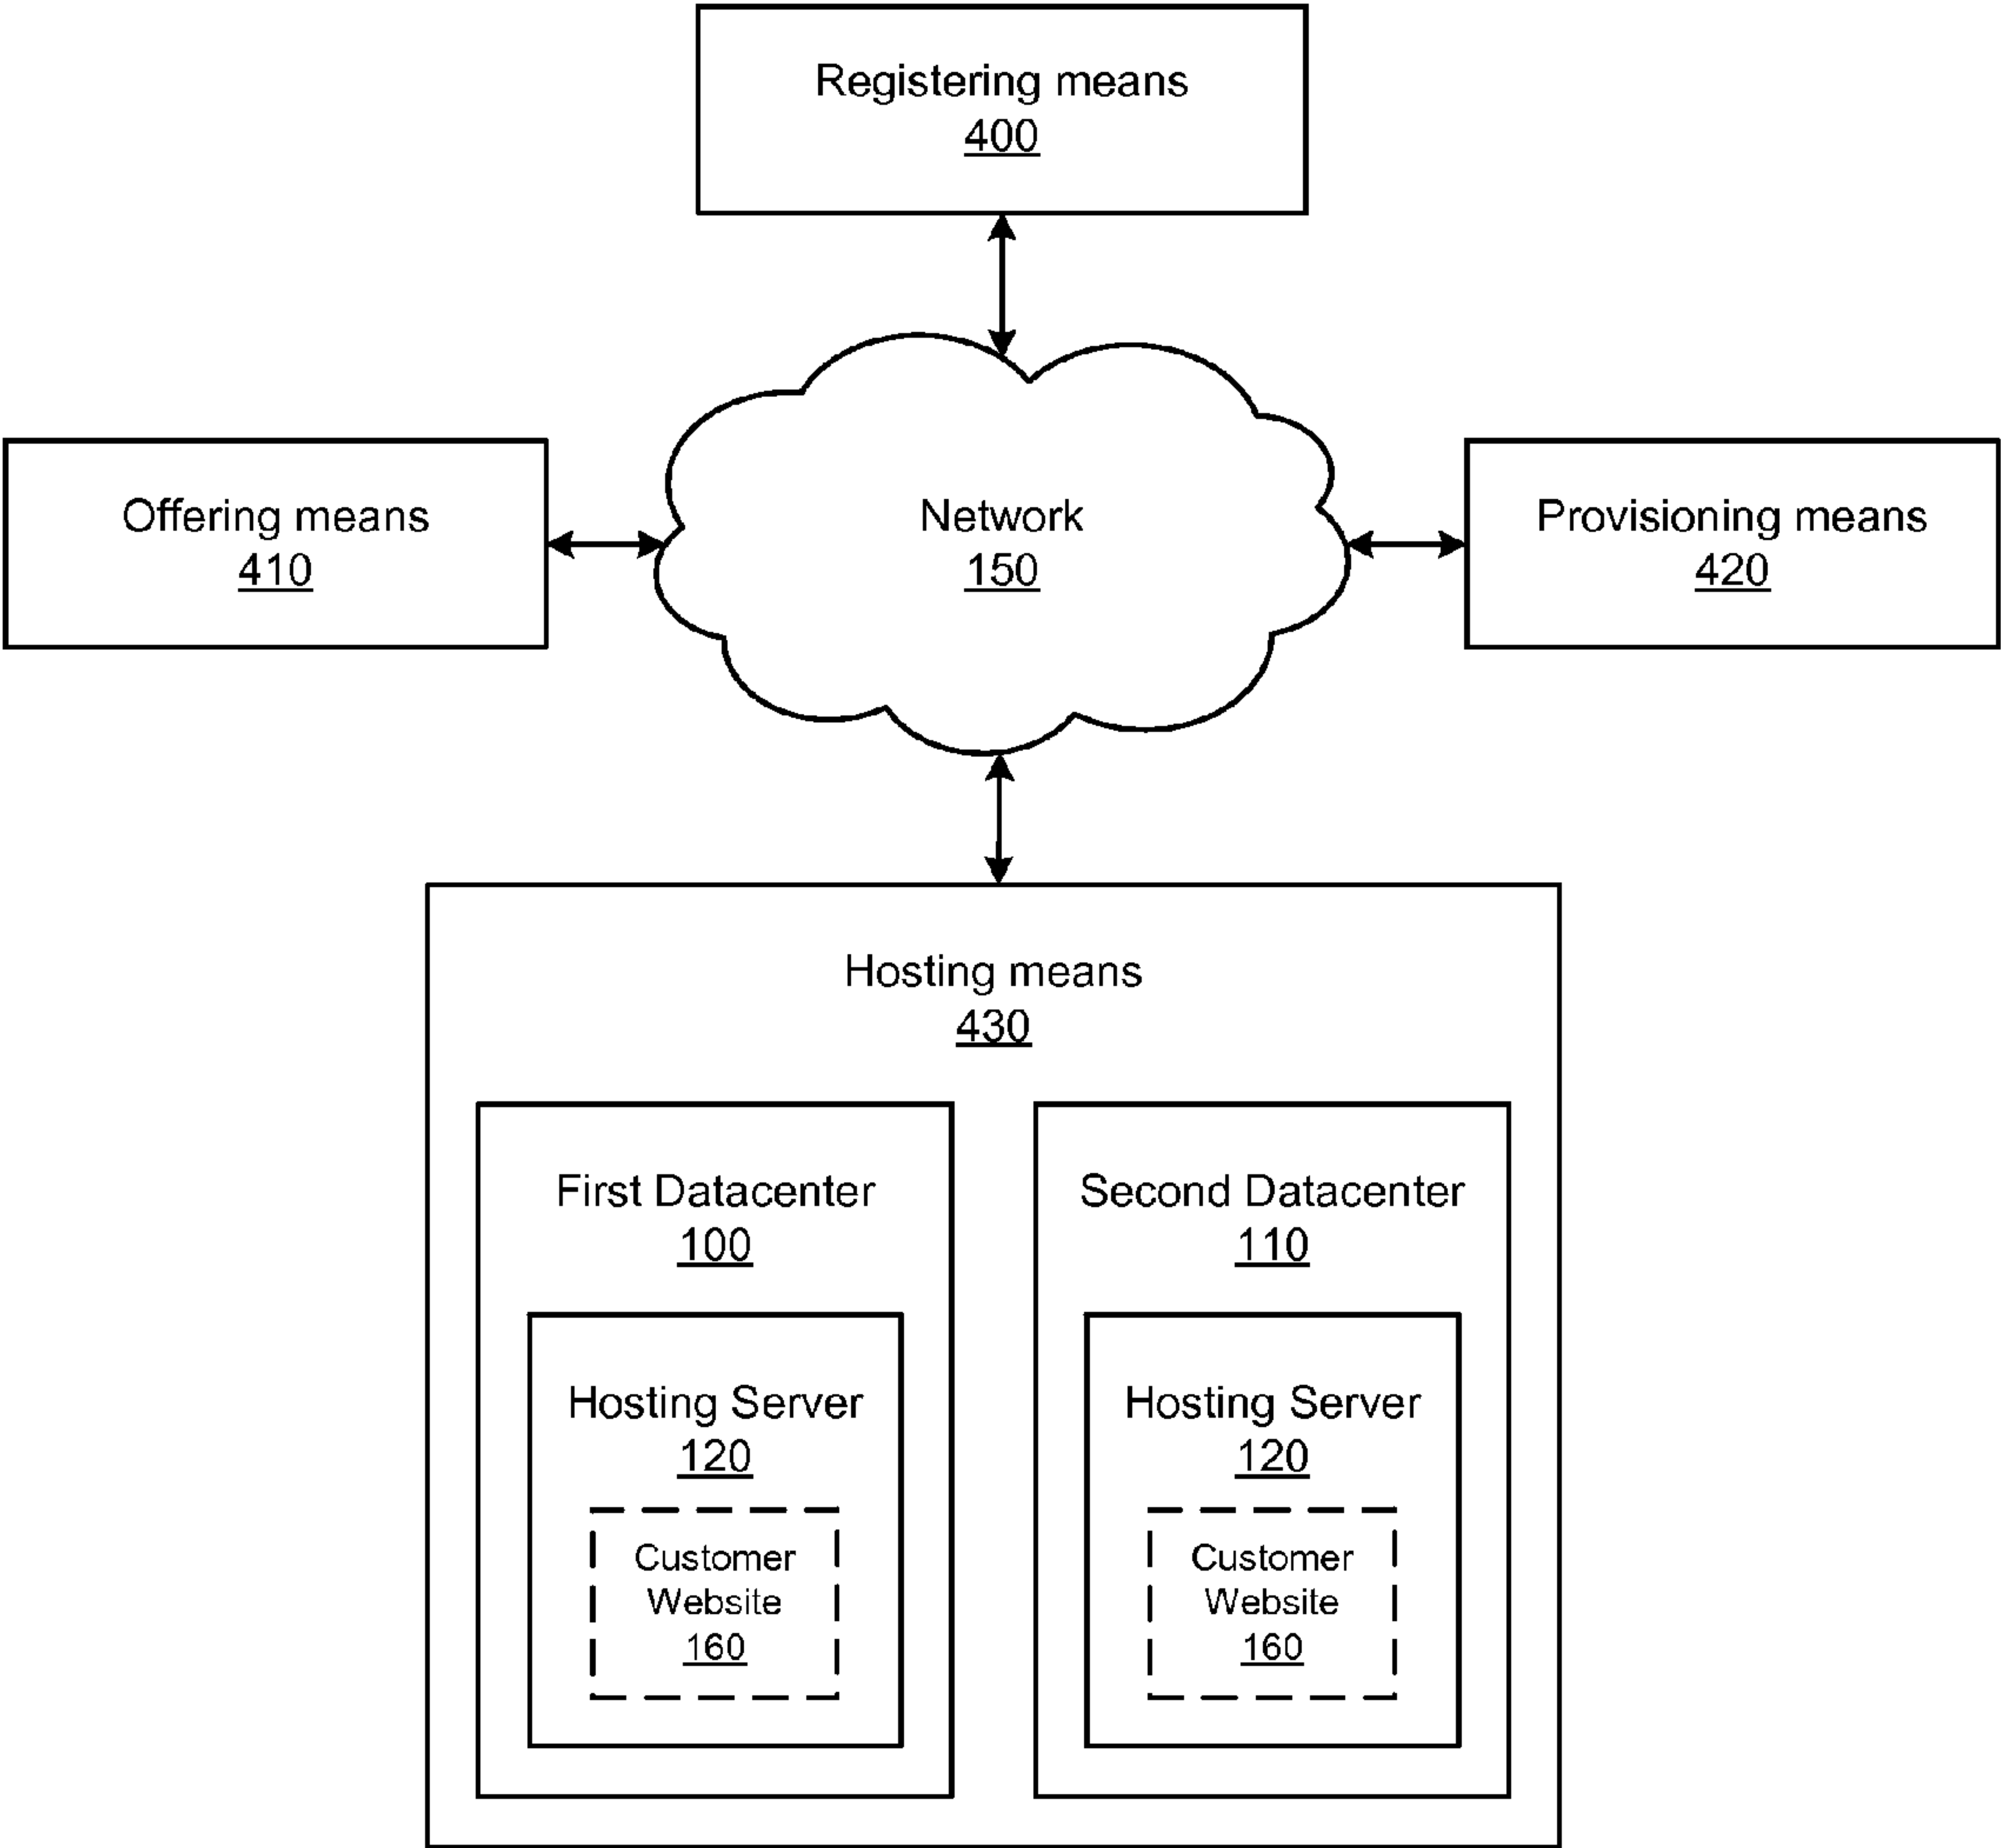 Registering means
400
Offering means
410
Network
150
Provisioning means
420
Hosting means
430
First Datacenter
100
Second Datacenter
110
Hosting Server
120
Hosting Server
120
Customer
Website
160
Customer
Website
160